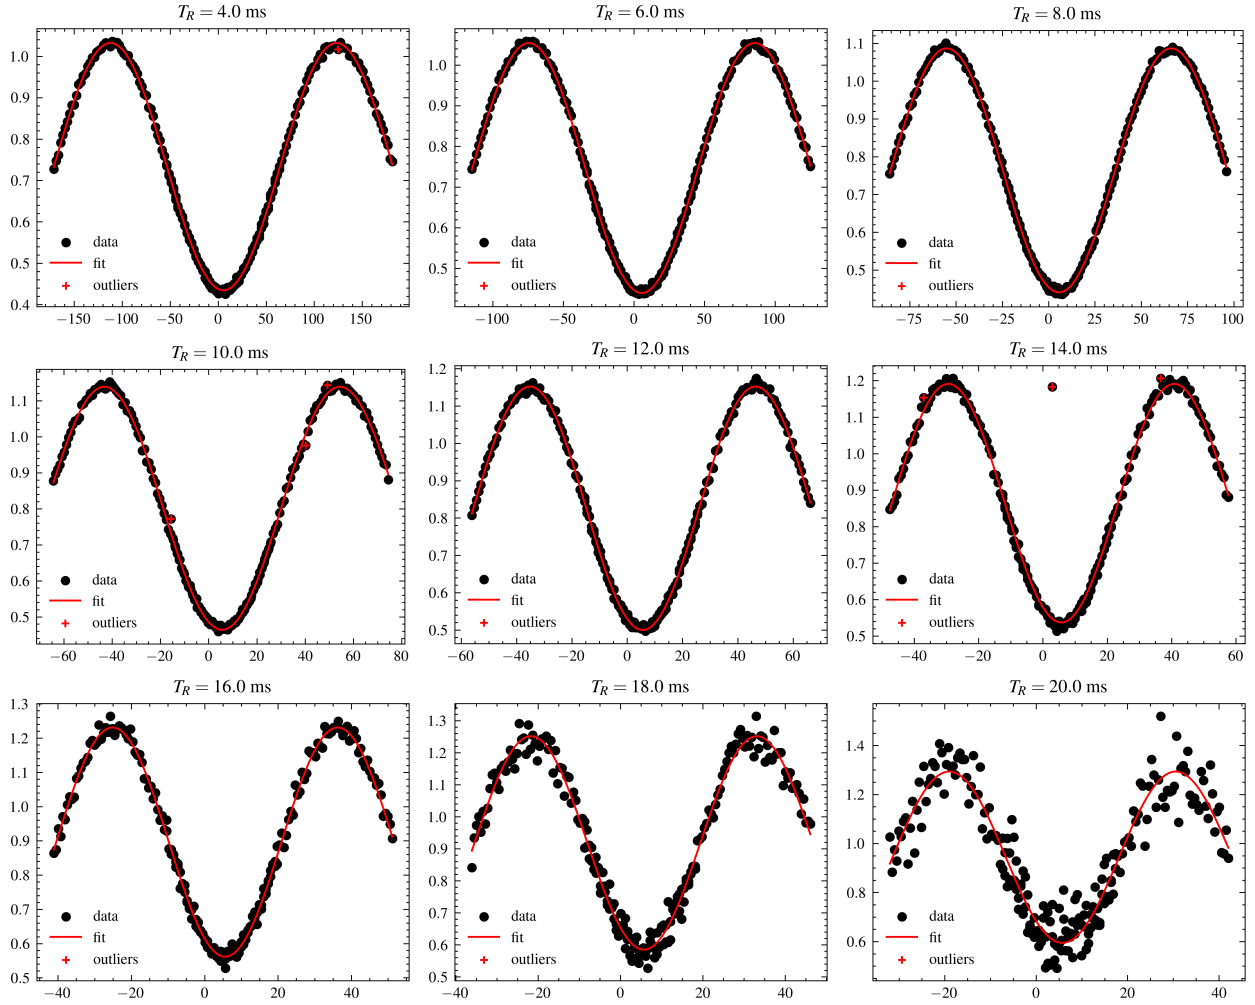 T_R = 4.0 ms
1.0
0.9
0.8
0.7
0.6
0.5
0.4
data
fit
outliers
−150 −100 −50 0 50 100 150
T_R = 6.0 ms
1.0
0.9
0.8
0.7
0.6
0.5
data
fit
outliers
−100 −50 0 50 100
T_R = 8.0 ms
1.1
1.0
0.9
0.8
0.7
0.6
0.5
data
fit
outliers
−75 −50 −25 0 25 50 75 100
T_R = 10.0 ms
1.1
1.0
0.9
0.8
0.7
0.6
0.5
data
fit
outliers
−60 −40 −20 0 20 40 60 80
T_R = 12.0 ms
1.2
1.1
1.0
0.9
0.8
0.7
0.6
0.5
data
fit
outliers
−60 −40 −20 0 20 40 60
T_R = 14.0 ms
1.2
1.1
1.0
0.9
0.8
0.7
0.6
0.5
data
fit
outliers
−40 −20 0 20 40 60
T_R = 16.0 ms
1.3
1.2
1.1
1.0
0.9
0.8
0.7
0.6
0.5
data
fit
outliers
−40 −20 0 20 40
T_R = 18.0 ms
1.3
1.2
1.1
1.0
0.9
0.8
0.7
0.6
0.5
data
fit
outliers
−40 −20 0 20 40
T_R = 20.0 ms
1.4
1.2
1.0
0.8
0.6
data
fit
outliers
−20 0 20 40